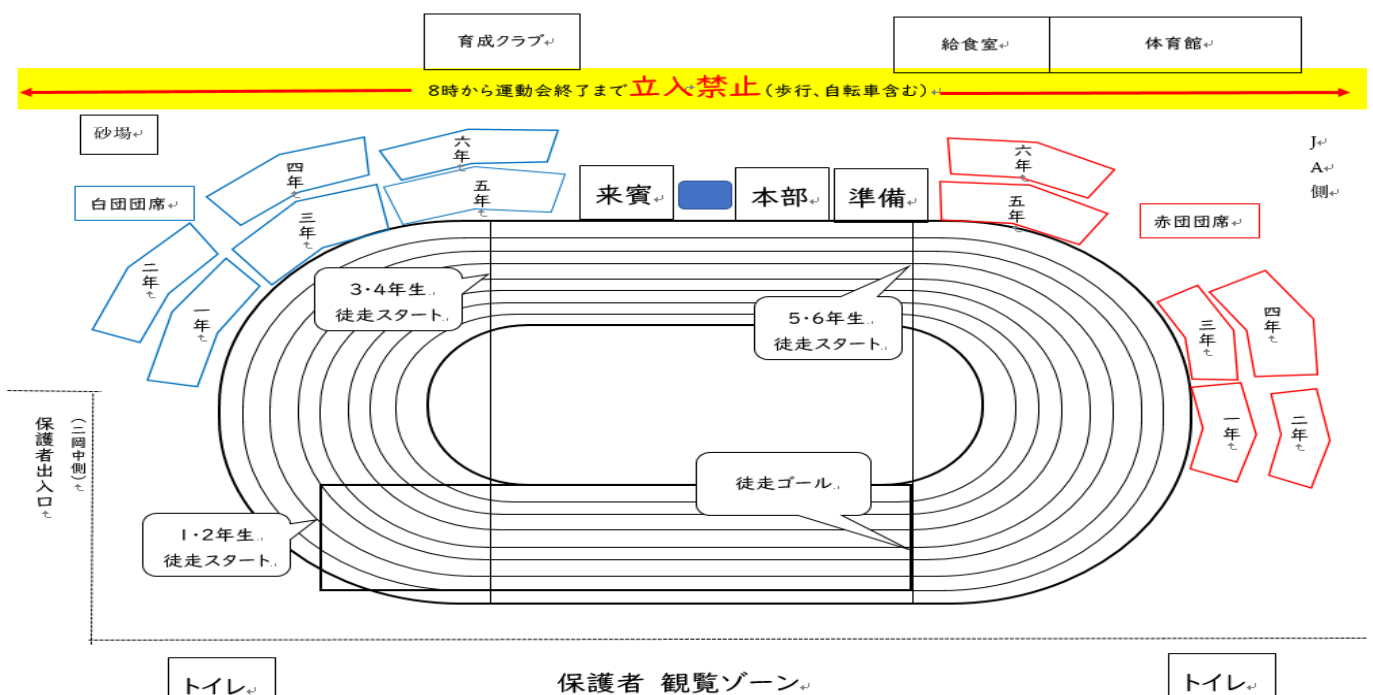 育成クラブ
給食室
体育館
8時から運動会終了まで立入禁止(歩行、自転車含む)
砂場
六年
六年
四年
JA側
五年
来賓
本部
準備
五年
白団団席
三年
赤団団席
二年
一年
3・4年生
徒走スタート
5・6年生
徒走スタート
四年
三年
一年
二年
(二岡中側)
保護者出入口
徒走ゴール
1・2年生
徒走スタート
トイレ
保護者 観覧ゾーン
トイレ